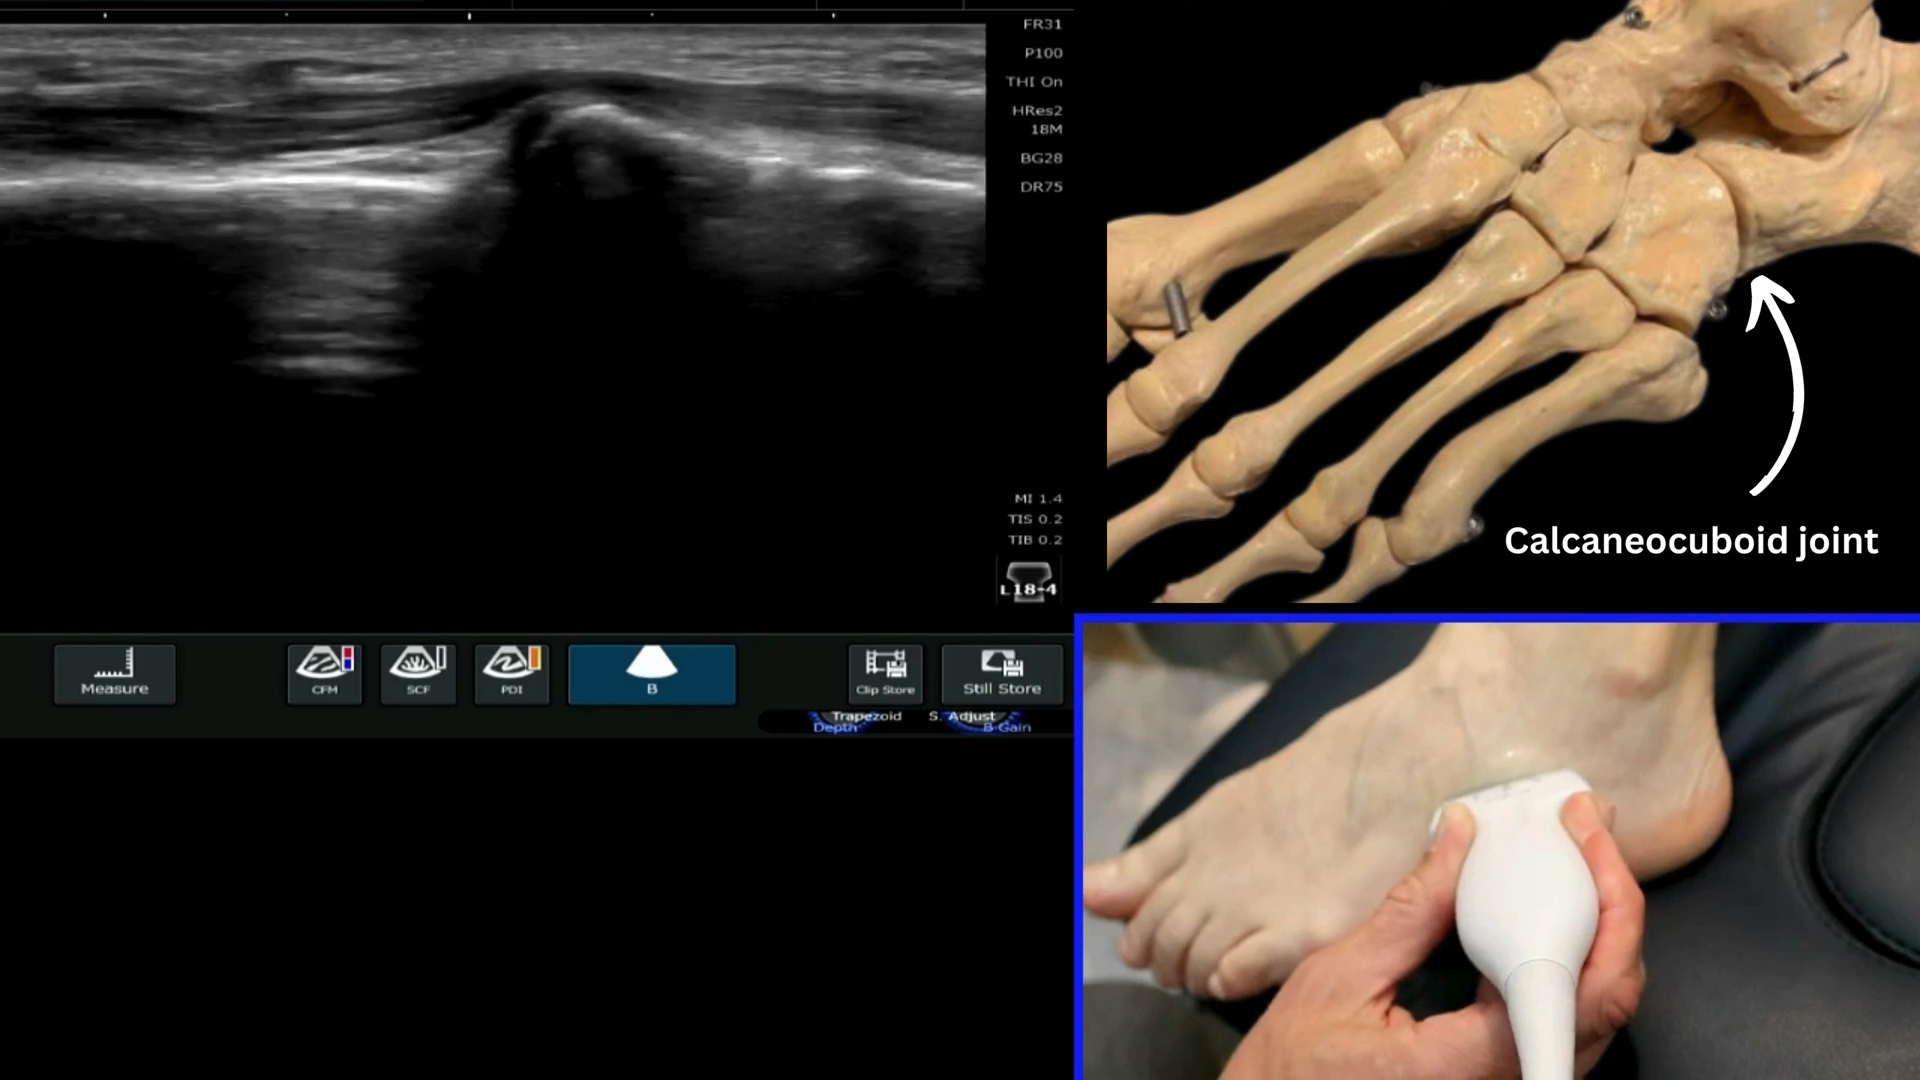 FR31
P100
THI On
HRes2
18M
BG28
DR75
MI 1.4
TIS 0.2
TIB 0.2
L18-4
Calcaneocuboid joint
Measure
CFM
SCF
PDI
B
Clip Store
Still Store
Trapezoid
S. Adjust
Depth
B Gain